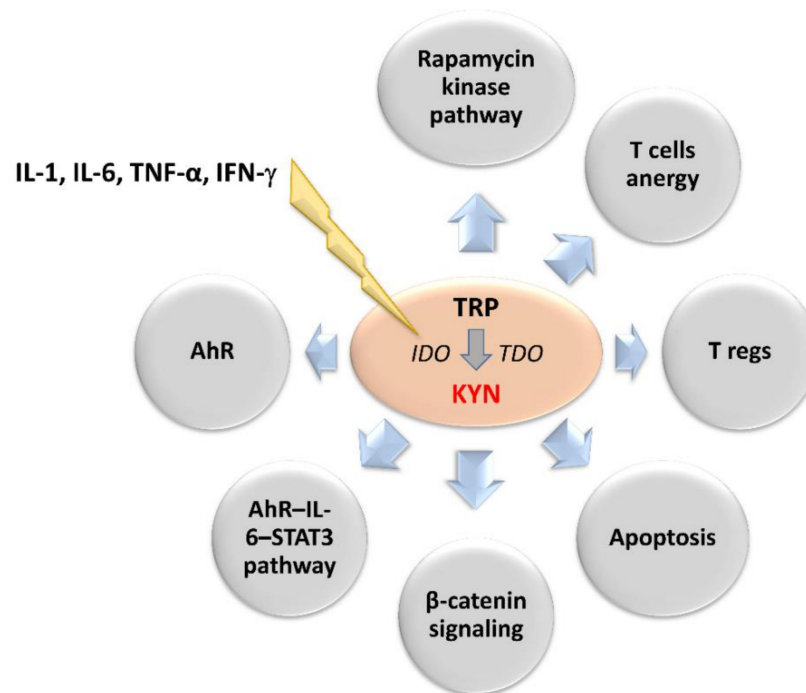 Rapamycin
kinase
pathway
T cells
anergy
IL-1, IL-6, TNF-α, IFN-γ
TRP
IDO TDO
KYN
AhR
T regs
AhR–IL-
6–STAT3
pathway
Apoptosis
β-catenin
signaling